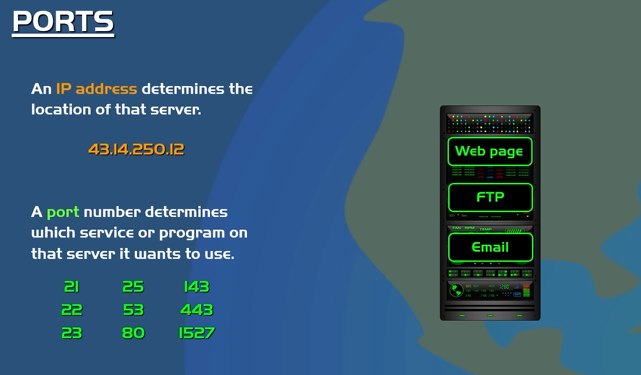 PORTS
An IP address determines the
location of that server.
43.14.250.12
A port number determines
which service or program on
that server it wants to use.
21 25 143
22 53 443
23 80 1527
Web page
FTP
Email